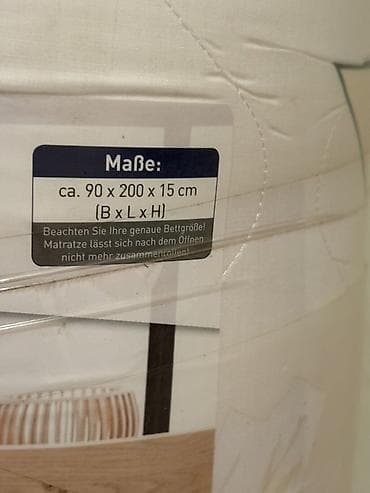 Maße:
ca. 90 x 200 x 15 cm
(B x L x H)
Beachten Sie Ihre genaue Bettgröße!
Matratze lässt sich nach dem Öffnen
nicht mehr zusammenrollen!